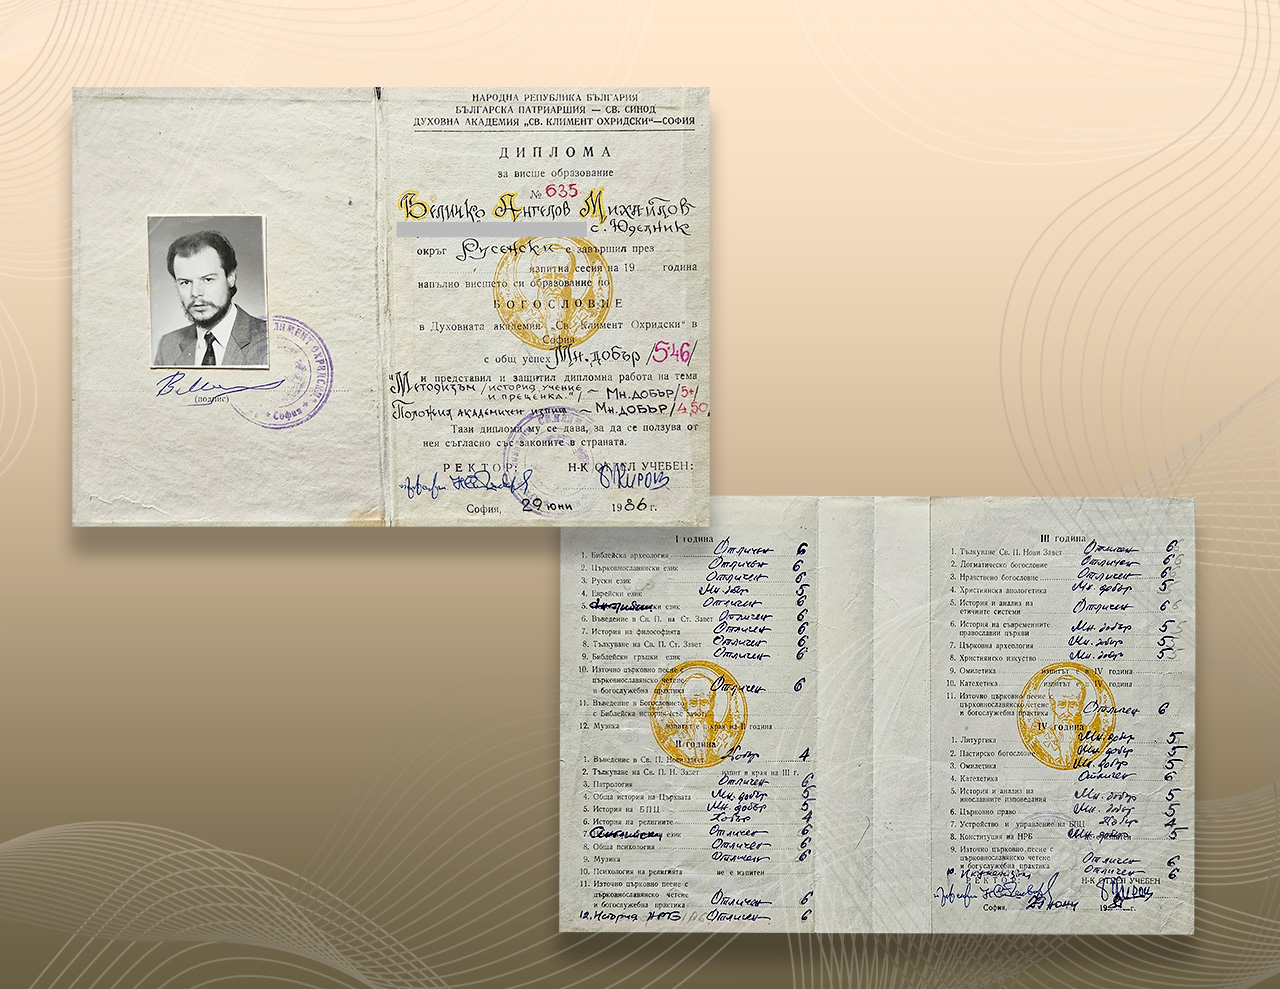 НАРОДНА РЕПУБЛИКА БЪЛГАРИЯ
БЪЛГАРСКА ПАТРИАРШИЯ — СВ. СИНОД
ДУХОВНА АКАДЕМИЯ „СВ. КЛИМЕНТ ОХРИДСКИ"—СОФИЯ
ДИПЛОМА
за висше образование
№ 635
Величко Ангелов Михайлов
с. Юделник
окръг Русенски е завършил през
изпитна сесия на 19 година
напълно висшето си образование по
БОГОСЛОВИЕ
в Духовната академия „Св. Климент Охридски" в
София
с общ успех Мн. добър /5.46/
и представил и защитил дипломна работа на тема
„Методизъм /история, учение
и преценка."/ — Мн. добър /5+/
Положил академичен изпит — Мн. добър /4,50
Тази диплома му се дава, за да се ползува от
нея съгласно със законите в страната.
РЕКТОР: Н-К ОТДЕЛ УЧЕБЕН:
София, 29 юни 1986 г.
(подпис)
КЛИМЕНТ ОХРИДСКИ
София
I година
1. Библейска археология Отличен 6
2. Църковнославянски език Отличен 6
3. Руски език Отличен 6
4. Еврейски език Мн. добър 5
5. език Отличен 6
6. Въведение в Св. П. на Ст. Завет Отличен 6
7. История на философията Отличен 6
8. Тълкуване на Св. П. Ст. Завет Отличен 6
9. Библейски гръцки език Отличен 6
10. Източно църковно пеене с
църковнославянско четене
и богослужебна практика Отличен 6
11. Въведение в Богословието
с Библейска история
12. Музика изпитът е в края на II година
II година
1. Въведение в Св. П. Нов Завет Добър 4
2. Тълкуване на Св. П. Н. Завет изпит в края на III г.
3. Патрология Отличен 6
4. Обща история на Църквата Мн. добър 5
5. История на БПЦ Мн. добър 5
6. История на религиите Добър 4
7. Английски език Отличен 6
8. Обща психология Отличен 6
9. Музика Отличен 6
10. Психология на религията не е изпитен
11. Източно църковно пеене с
църковнославянско четене
и богослужебна практика Отличен 6
12. История НРБ Отличен 6
III година
1. Тълкуване Св. П. Нови Завет Отличен 6
2. Догматическо богословие Отличен 6
3. Нравствено богословие Отличен 6
4. Християнска апологетика Мн. добър 5
5. История и анализ на
етичните системи Отличен 6
6. История на съвременните
православни църкви Мн. добър 5
7. Църковна археология Мн. добър 5
8. Християнско изкуство Мн. добър 5
9. Омилетика изпитът е в IV година
10. Катехетика изпитът е в IV година
11. Източно църковно пеене
църковнославянско четене
и богослужебна практика Отличен 6
IV година
1. Литургика Мн. добър 5
2. Пастирско богословие Мн. добър 5
3. Омилетика Мн. добър 5
4. Катехетика Отличен 6
5. История и анализ на
инославните изповедания Мн. добър 5
6. Църковно право Мн. добър 5
7. Устройство и управление на БПЦ Добър 4
8. Конституция на НРБ Мн. добър 5
9. Източно църковно пеене с
църковнославянско четене
и богослужебна практика Отличен 6
10. Отличен 6
РЕКТОР Н-К ОТДЕЛ УЧЕБЕН
София, 29 юни 19 г.